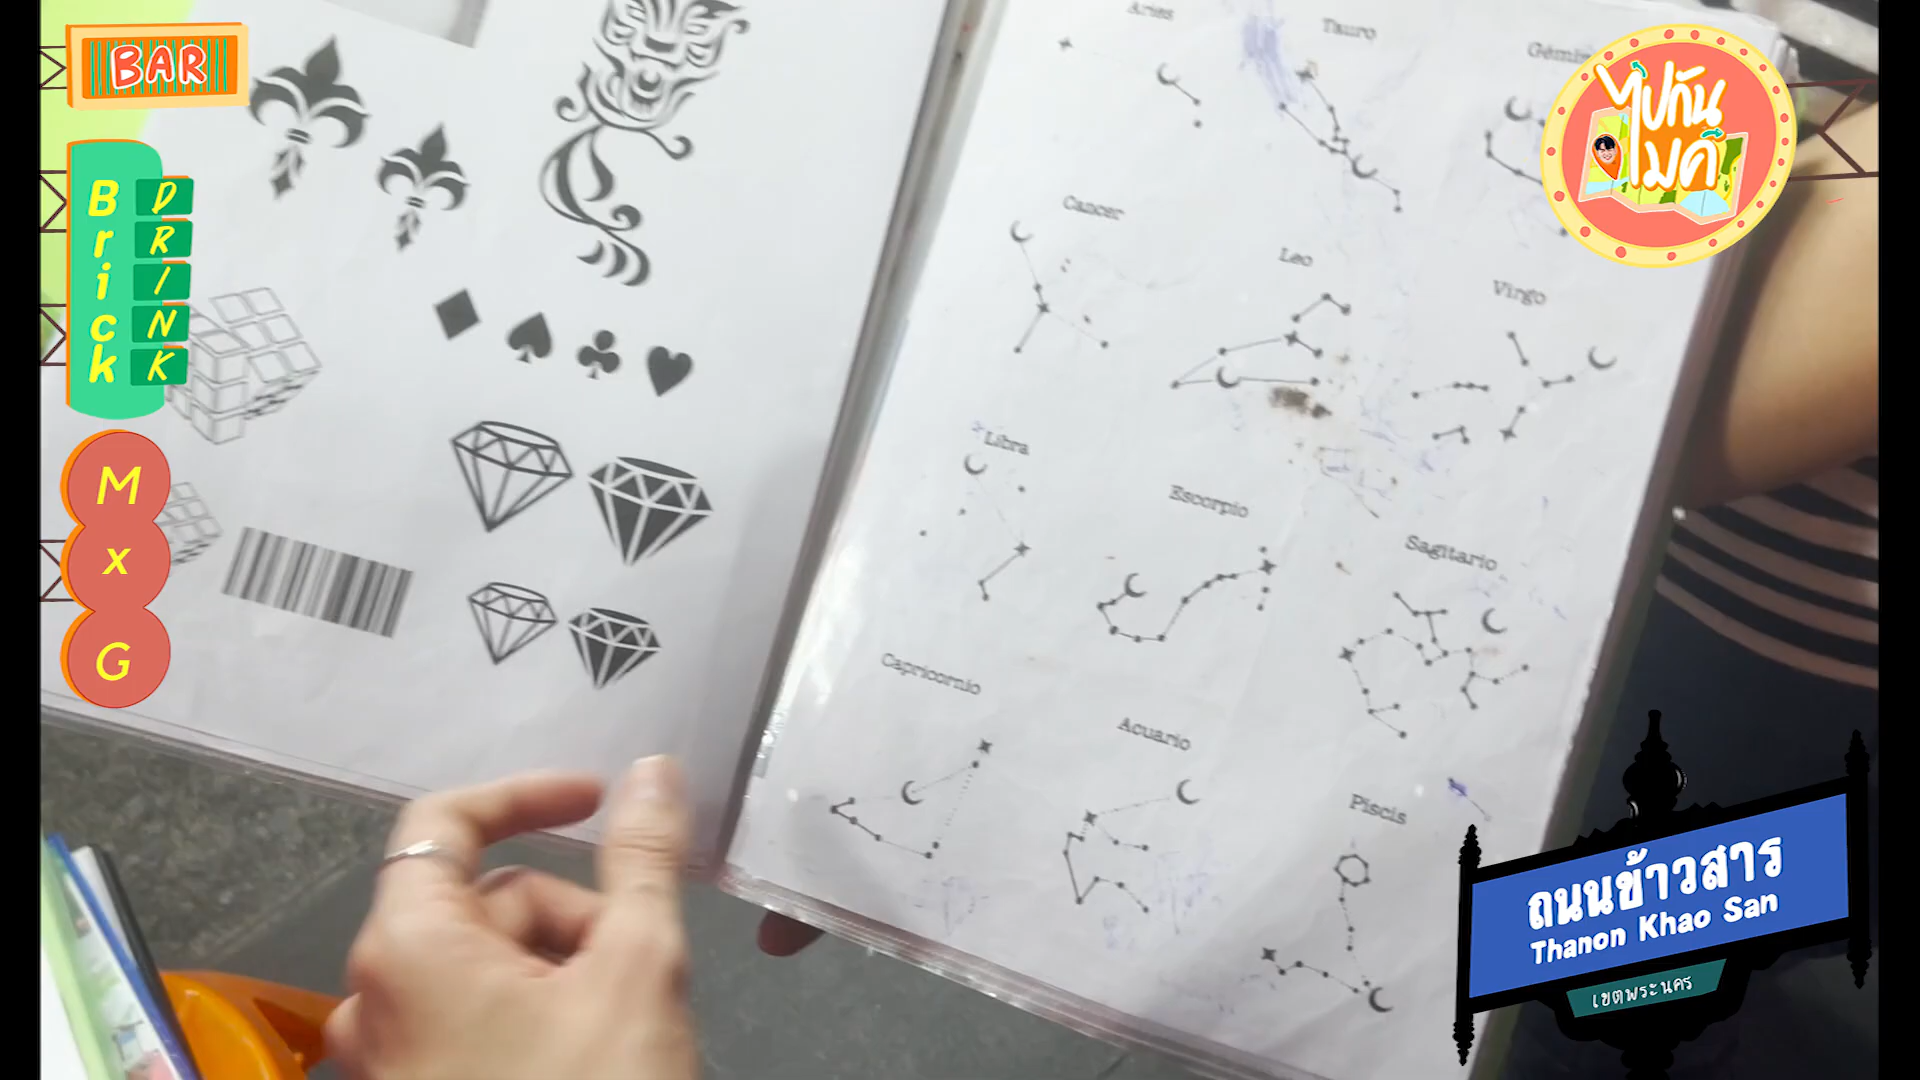 BAR
Brick
DRINK
M
x
G
ไปกัน
ไมค์
Aries
Tauro
Cancer
Leo
Virgo
Libra
Escorpio
Sagitario
Capricornio
Acuario
Piscis
ถนนข้าวสาร
Thanon Khao San
เขตพระนคร